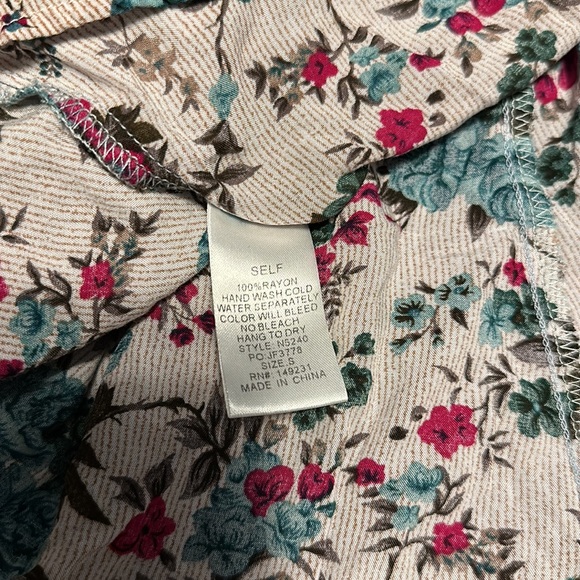 SELF
100%RAYON
HAND WASH COLD
WATER SEPARATELY
COLOR WILL BLEED
NO BLEACH
HANG TO DRY
STYLE: N5240
PO:JF3778
SIZE:S
RN#: 149231
MADE IN CHINA